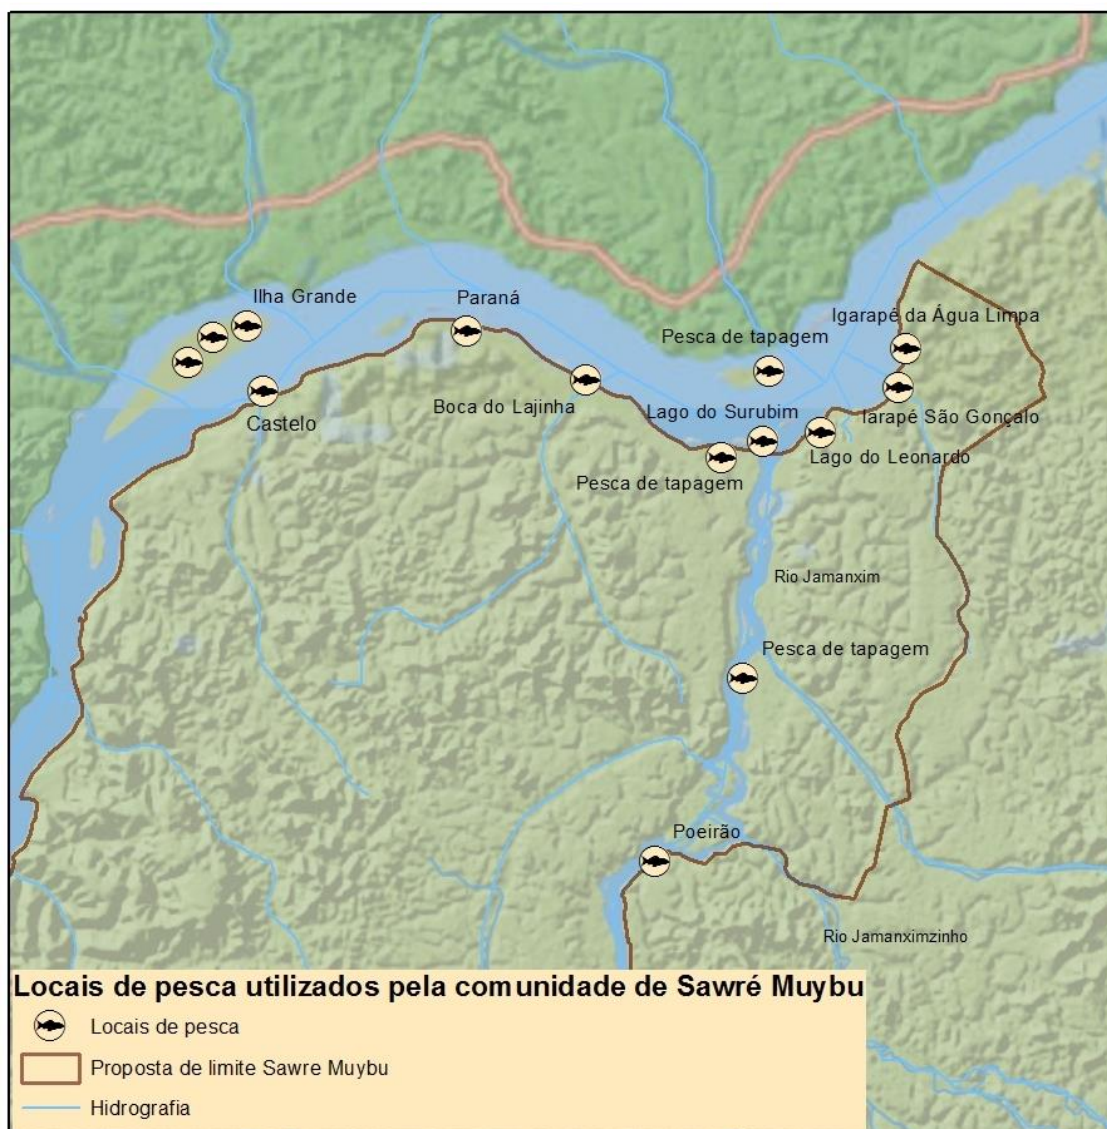 Ilha Grande
Paraná
Igarapé da Água Limpa
Pesca de tapagem
Castelo
Boca do Lajinha
Lago do Surubim
Iarapé São Gonçalo
Lago do Leonardo
Pesca de tapagem
Rio Jamanxim
Pesca de tapagem
Poeirão
Rio Jamanximzinho
Locais de pesca utilizados pela comunidade de Sawré Muybu
Locais de pesca
Proposta de limite Sawre Muybu
Hidrografia